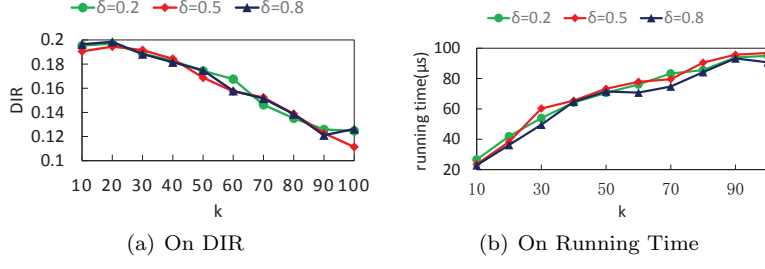 δ=0.2 δ=0.5 δ=0.8
0.2
0.18
0.16
0.14
0.12
0.1
DIR
10 20 30 40 50 60 70 80 90 100
k
(a) On DIR
δ=0.2 δ=0.5 δ=0.8
100
80
60
40
20
running time(μs)
10 30 50 70 90
k
(b) On Running Time